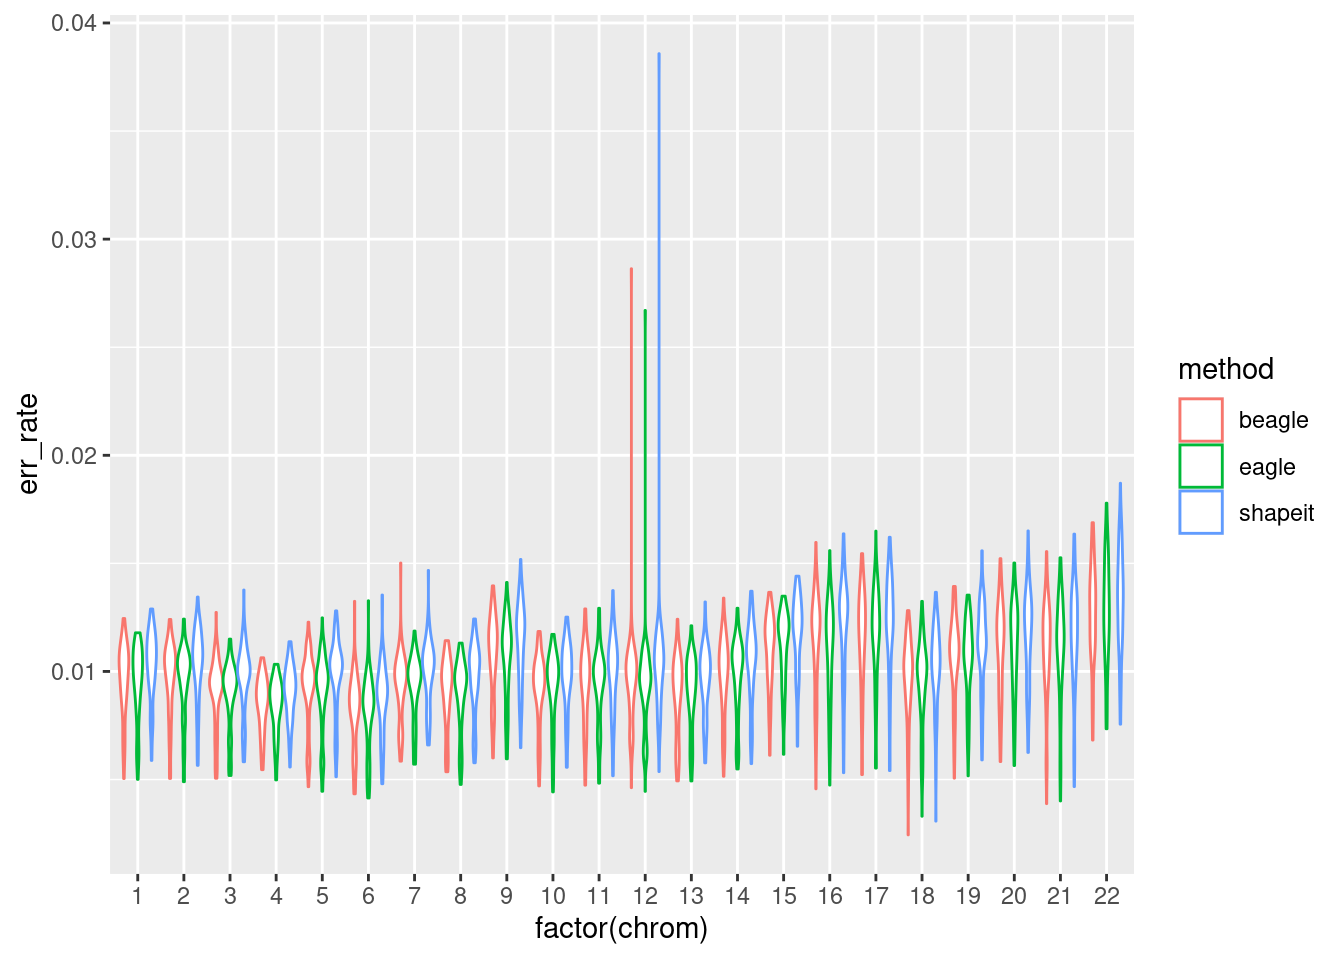 0.04
0.03
0.02
0.01
err_rate
1 2 3 4 5 6 7 8 9 10 11 12 13 14 15 16 17 18 19 20 21 22
factor(chrom)
method
beagle
eagle
shapeit